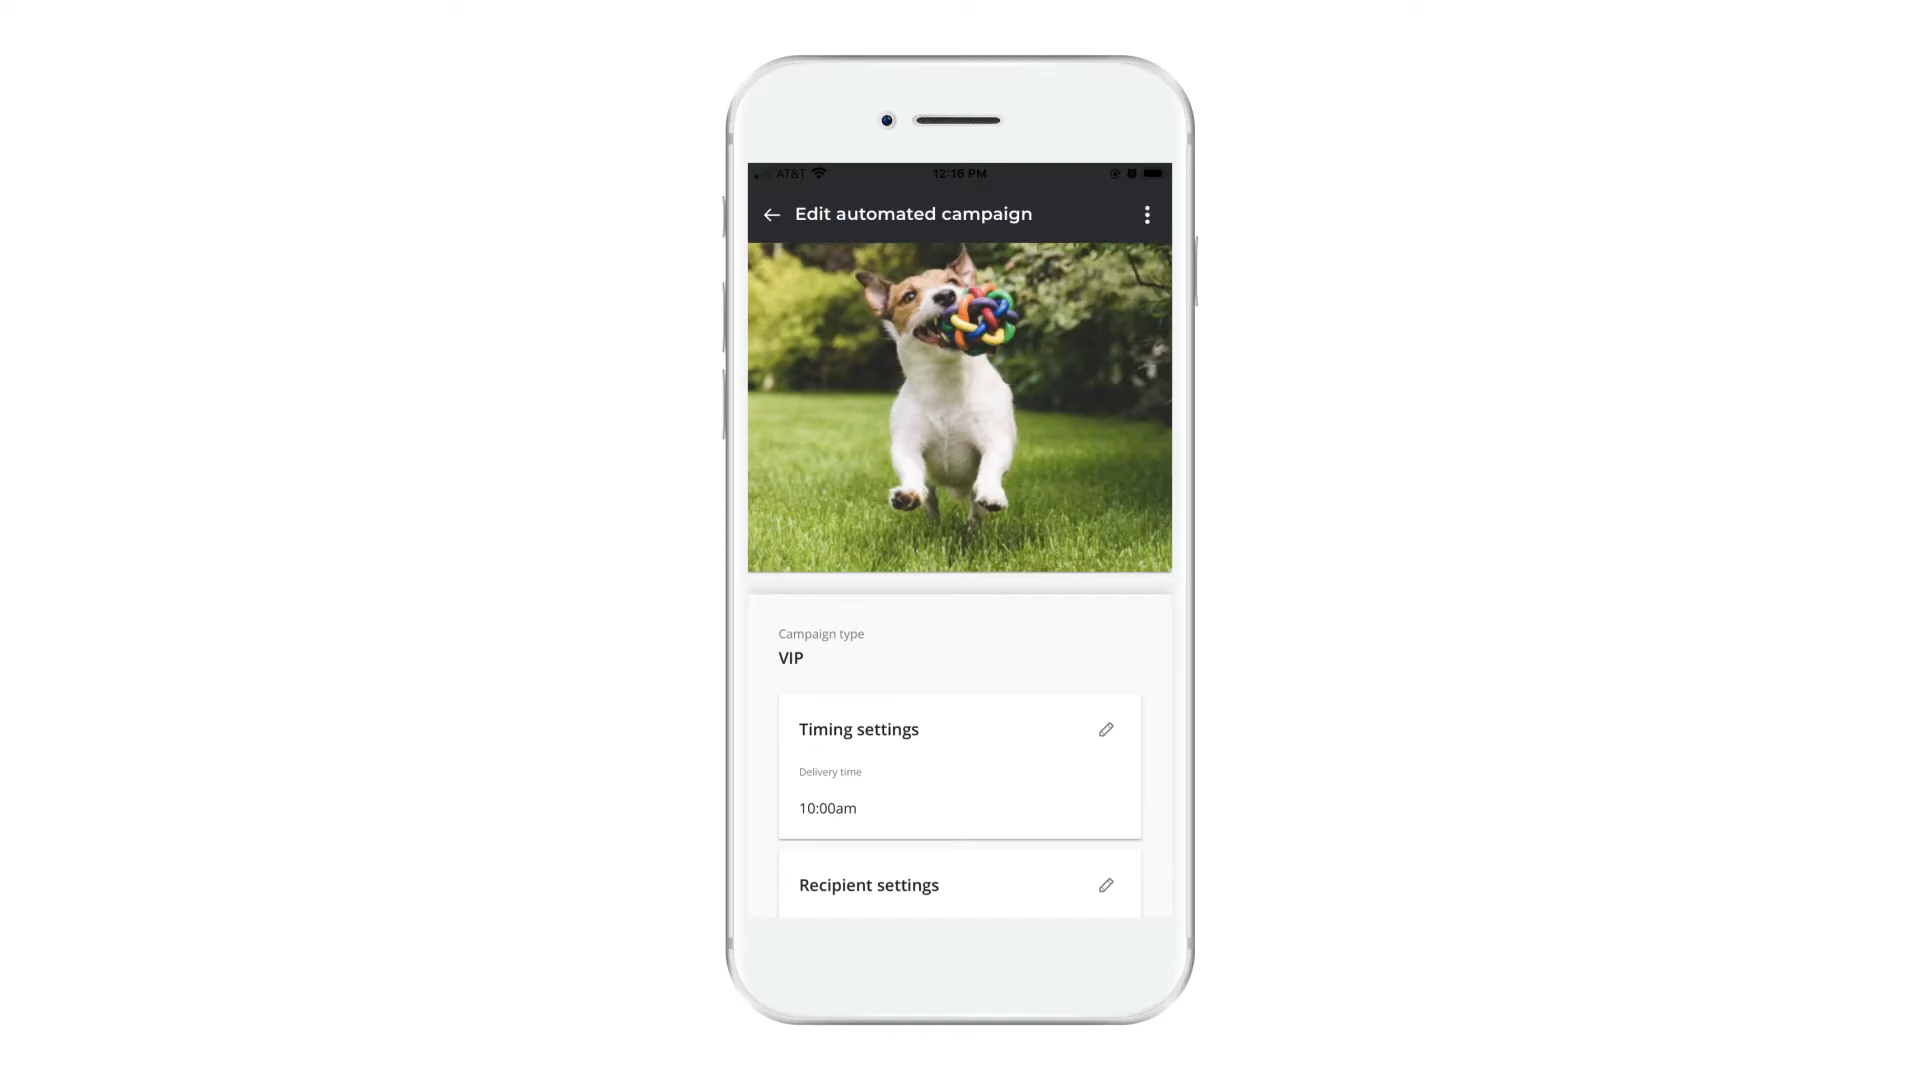 AT&T 12:16 PM
Edit automated campaign
Campaign type
VIP
Timing settings
Delivery time
10:00am
Recipient settings